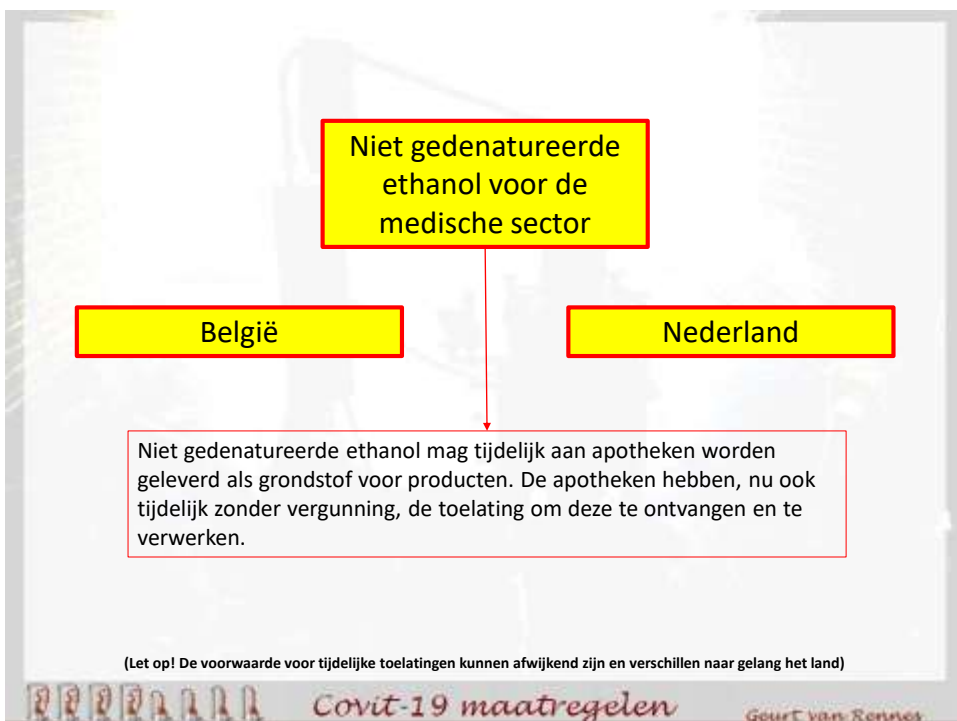 Niet gedenatureerde
ethanol voor de
medische sector
België
Nederland
Niet gedenatureerde ethanol mag tijdelijk aan apotheken worden
geleverd als grondstof voor producten. De apotheken hebben, nu ook
tijdelijk zonder vergunning, de toelating om deze te ontvangen en te
verwerken.
(Let op! De voorwaarde voor tijdelijke toelatingen kunnen afwijkend zijn en verschillen naar gelang het land)
Covit-19 maatregelen
Geurt van Rennes